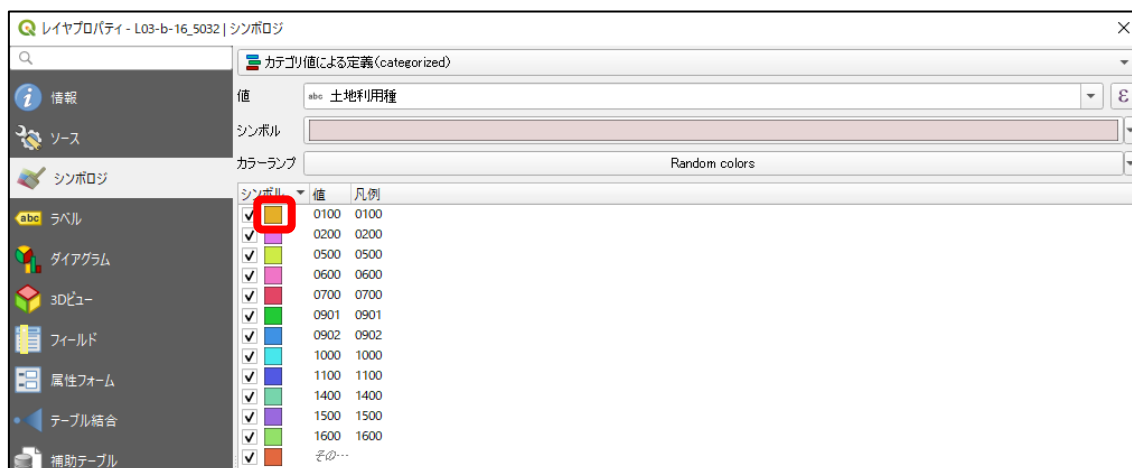 レイヤプロパティ - L03-b-16_5032 | シンボロジ
カテゴリ値による定義(categorized)
情報
値 abc 土地利用種 ε
ソース
シンボル
シンボロジ
カラーランプ Random colors
シンボル 値 凡例
0100 0100
abc ラベル
0200 0200
0500 0500
ダイアグラム
0600 0600
3Dビュー
0700 0700
0901 0901
フィールド
0902 0902
1000 1000
属性フォーム
1100 1100
1400 1400
テーブル結合
1500 1500
1600 1600
補助テーブル
その…